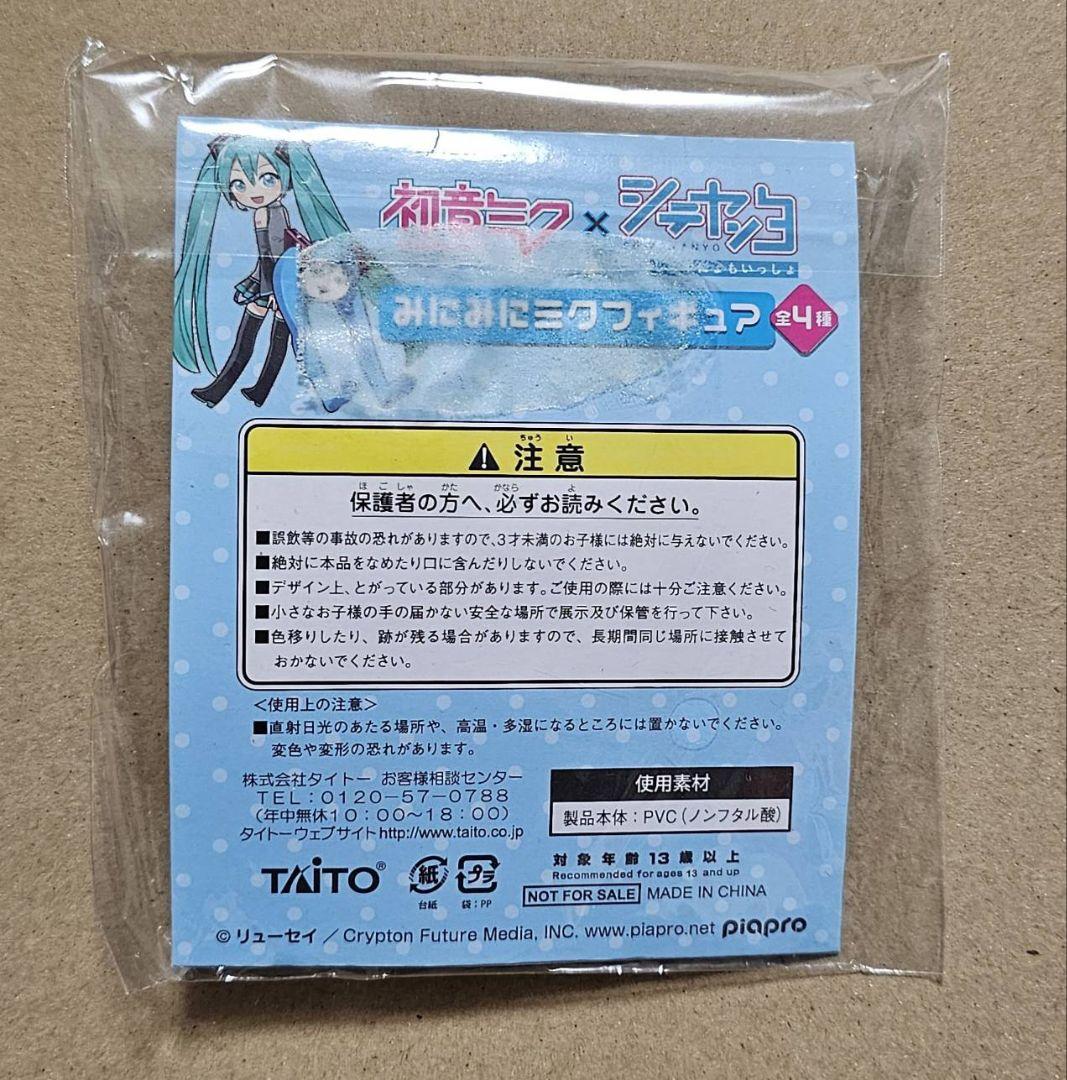 初音ミク×シテヤンヨ
もいっしょ
みにみにミクフィギュア 全4種
ちゅう い
⚠ 注意
ほごしゃ かた かなら よ
保護者の方へ、必ずお読みください。
■誤飲等の事故の恐れがありますので、3才未満のお子様には絶対に与えないでください。
■絶対に本品をなめたり口に含んだりしないでください。
■デザイン上、とがっている部分があります。ご使用の際には十分ご注意ください。
■小さなお子様の手の届かない安全な場所で展示及び保管を行って下さい。
■色移りしたり、跡が残る場合がありますので、長期間同じ場所に接触させて
おかないでください。
<使用上の注意>
■直射日光のあたる場所や、高温・多湿になるところには置かないでください。
変色や変形の恐れがあります。
株式会社タイトー お客様相談センター
TEL:0120-57-0788
(年中無休10:00~18:00)
タイトーウェブサイトhttp://www.taito.co.jp
使用素材
製品本体:PVC(ノンフタル酸)
TAITO®
紙
台紙
プラ
袋:PP
対象年齢13歳以上
Recommended for ages 13 and up
NOT FOR SALE MADE IN CHINA
© リューセイ / Crypton Future Media, INC. www.piapro.net piapro